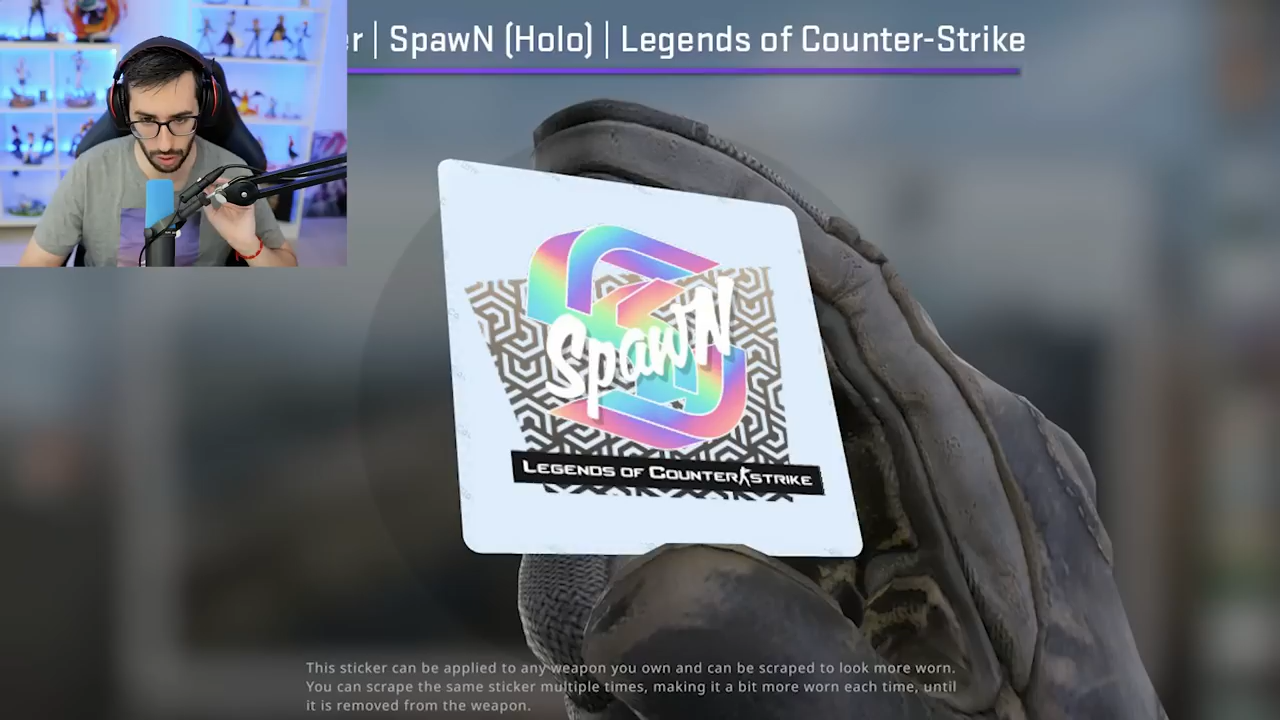 r | SpawN (Holo) | Legends of Counter-Strike
SpawN
LEGENDS OF COUNTER STRIKE
This sticker can be applied to any weapon you own and can be scraped to look more worn.
You can scrape the same sticker multiple times, making it a bit more worn each time, until
it is removed from the weapon.